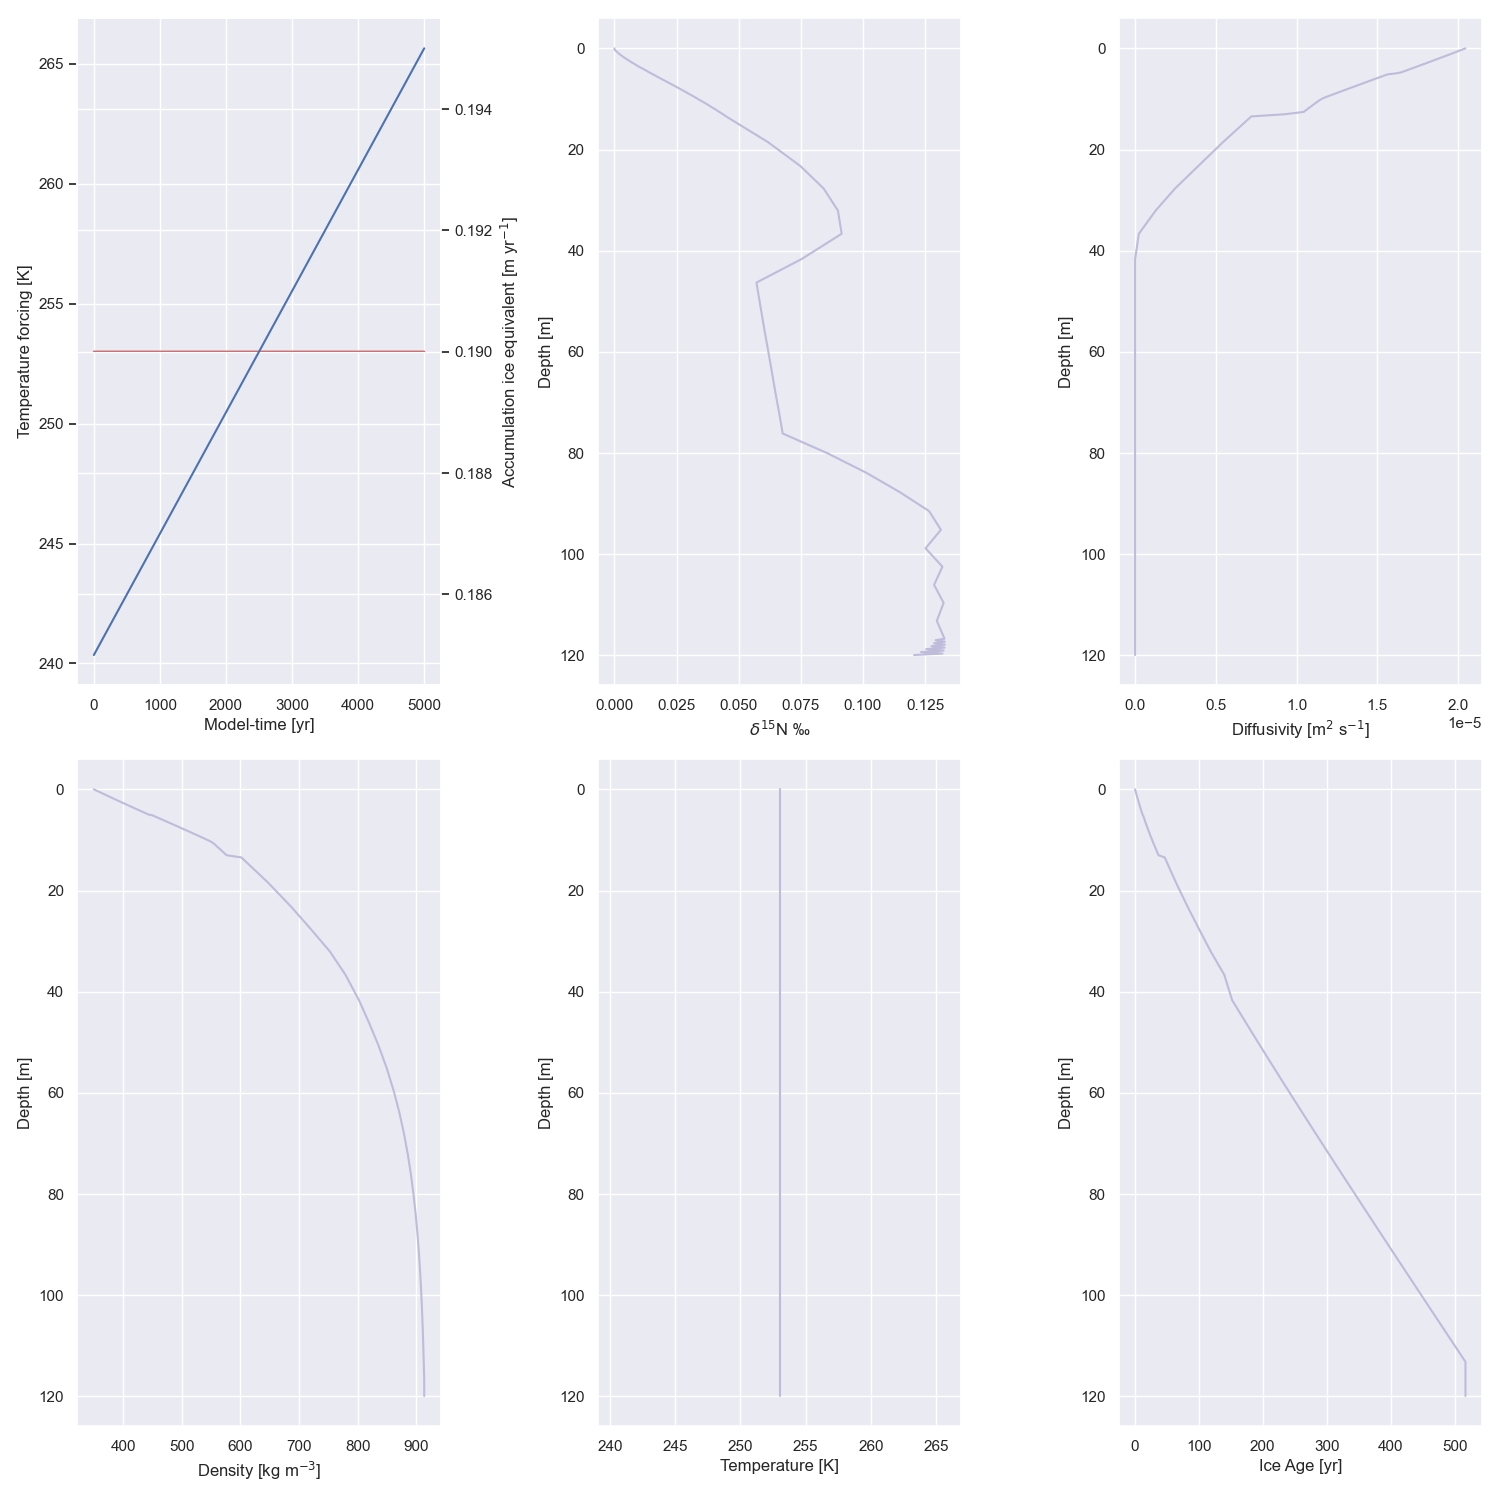 265
260
255
250
245
240
Temperature forcing [K]
0.194
0.192
0.190
0.188
0.186
Accumulation ice equivalent [m yr⁻¹]
0 1000 2000 3000 4000 5000
Model-time [yr]
0
20
40
60
80
100
120
Depth [m]
0.000 0.025 0.050 0.075 0.100 0.125
δ¹⁵N ‰
0
20
40
60
80
100
120
Depth [m]
0.0 0.5 1.0 1.5 2.0
1e−5
Diffusivity [m² s⁻¹]
0
20
40
60
80
100
120
Depth [m]
400 500 600 700 800 900
Density [kg m⁻³]
0
20
40
60
80
100
120
Depth [m]
240 245 250 255 260 265
Temperature [K]
0
20
40
60
80
100
120
Depth [m]
0 100 200 300 400 500
Ice Age [yr]